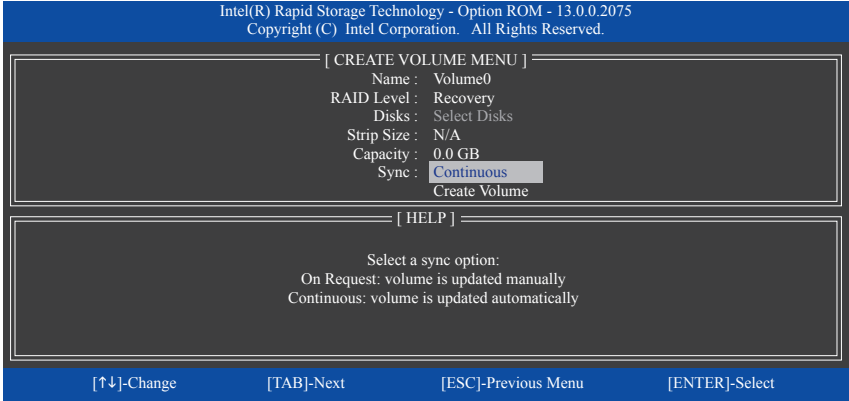 Intel(R) Rapid Storage Technology - Option ROM - 13.0.0.2075
Copyright (C) Intel Corporation. All Rights Reserved.
[ CREATE VOLUME MENU ]
Name : Volume0
RAID Level : Recovery
Disks : Select Disks
Strip Size : N/A
Capacity : 0.0 GB
Sync : Continuous
Create Volume
[ HELP ]
Select a sync option:
On Request: volume is updated manually
Continuous: volume is updated automatically
[↑↓]-Change [TAB]-Next [ESC]-Previous Menu [ENTER]-Select